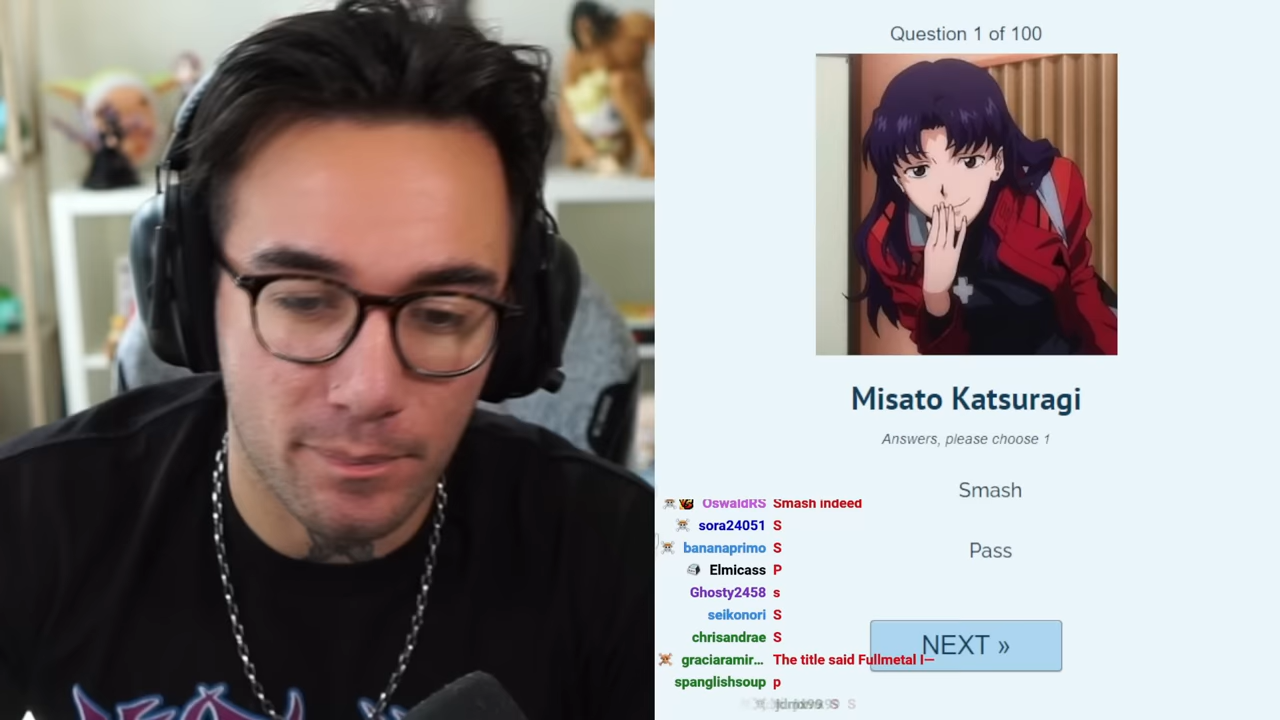 Question 1 of 100
Misato Katsuragi
Answers, please choose 1
Smash
Pass
NEXT »
OswaldRS Smash indeed
sora24051 S
bananaprimo S
Elmicass P
Ghosty2458 s
seikonori S
chrisandrae S
graciaramir... The title said Fullmetal I—
spanglishsoup p
S S